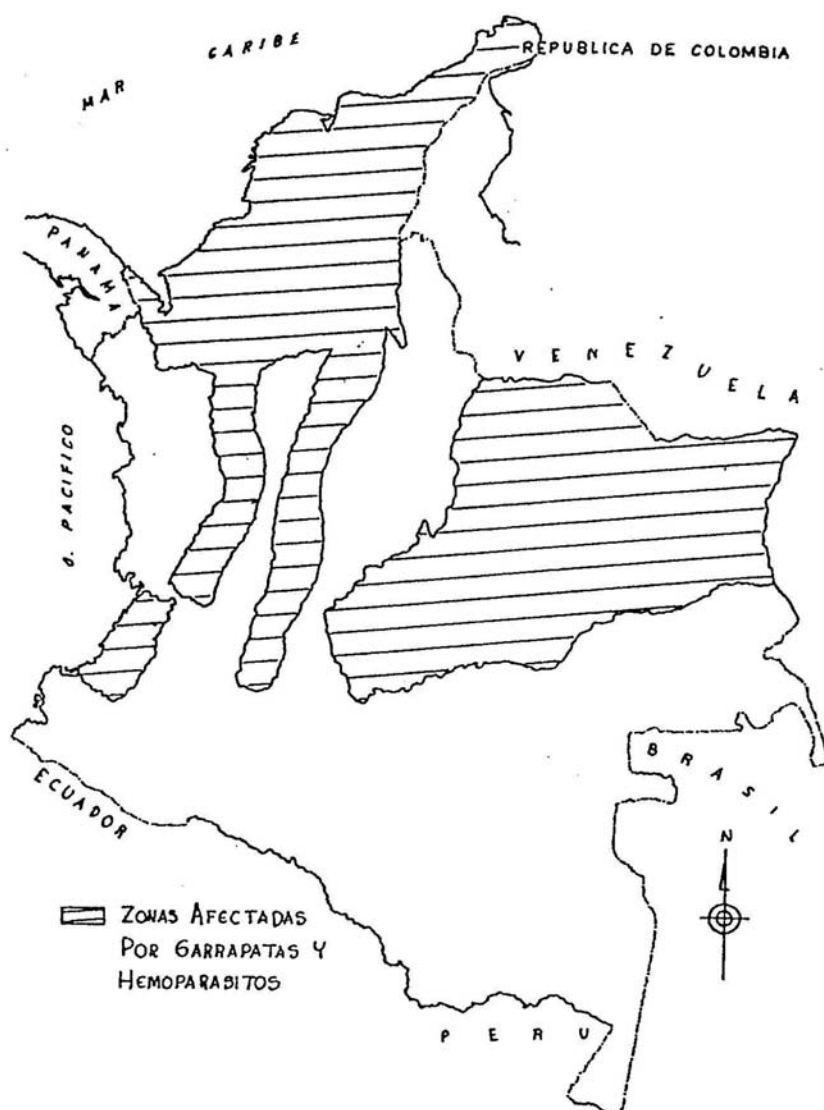 MAR CARIBE
REPUBLICA DE COLOMBIA
PANAMA
VENEZUELA
O. PACIFICO
ECUADOR
BRASIL
N
ZONAS AFECTADAS
POR GARRAPATAS Y
HEMOPARASITOS
PERU